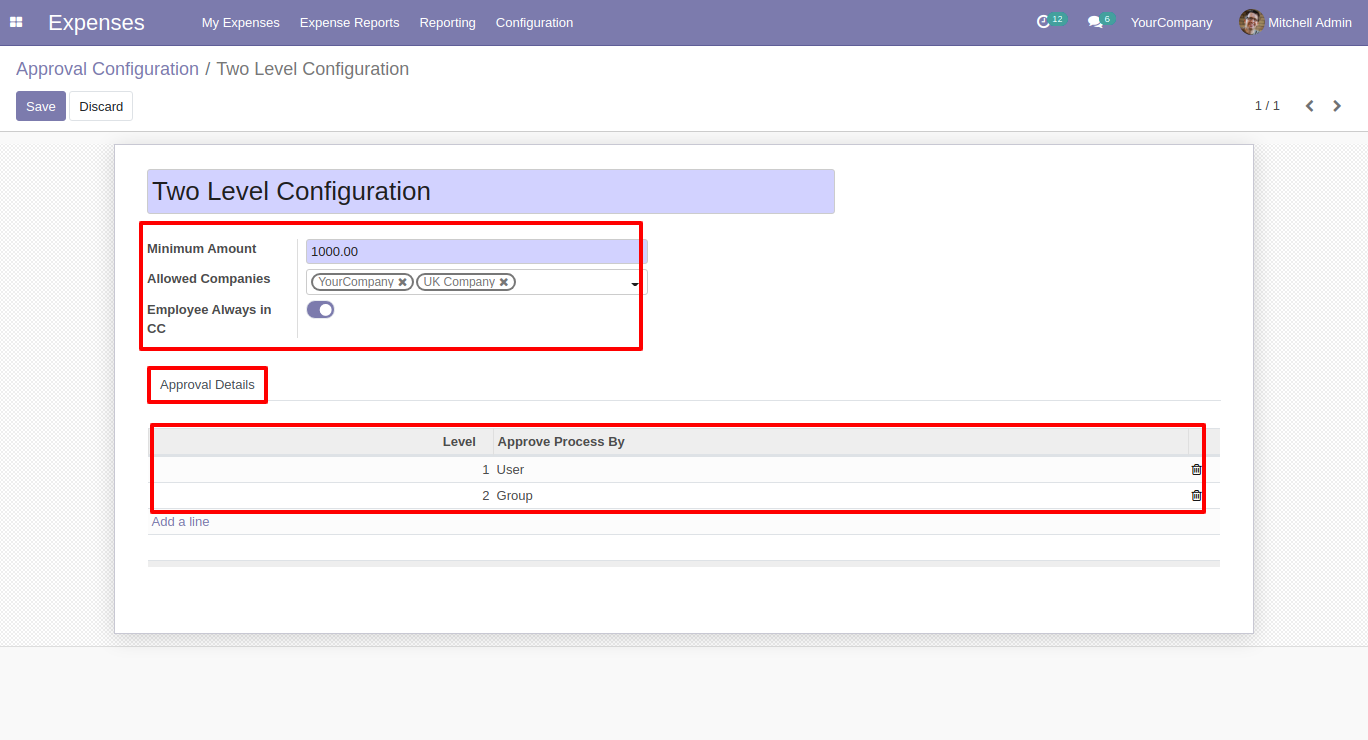 Expenses My Expenses Expense Reports Reporting Configuration 12 6 YourCompany Mitchell Admin
Approval Configuration / Two Level Configuration
Save Discard 1 / 1
Two Level Configuration
Minimum Amount 1000.00
Allowed Companies YourCompany UK Company
Employee Always in
CC
Approval Details
Level Approve Process By
1 User
2 Group
Add a line